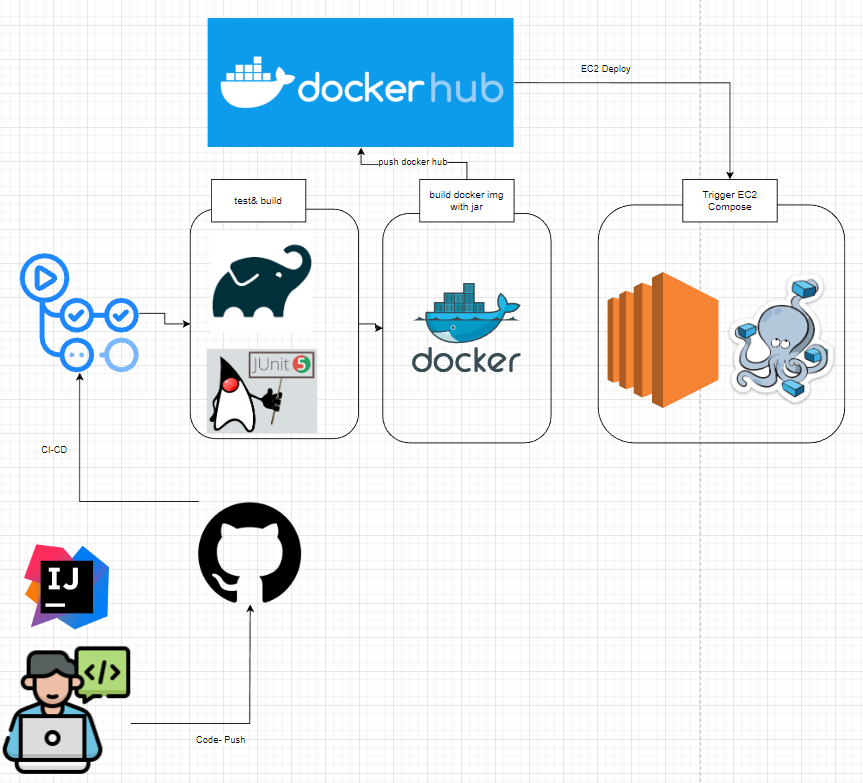 docker hub
EC2 Deploy
push docker hub
test& build
build docker img
with jar
Trigger EC2
Compose
JUnit 5
docker
CI-CD
IJ
</>
Code- Push